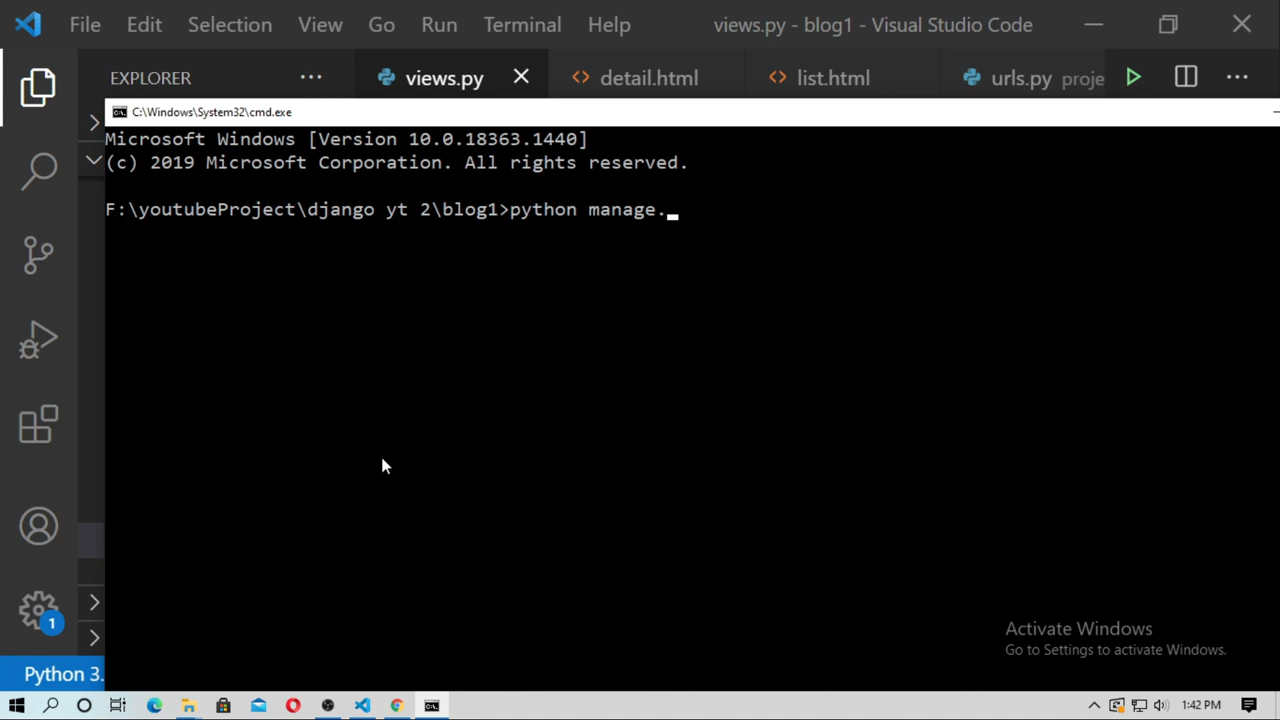 File Edit Selection View Go Run Terminal Help views.py - blog1 - Visual Studio Code
EXPLORER views.py detail.html list.html urls.py proje
C:\Windows\System32\cmd.exe
Microsoft Windows [Version 10.0.18363.1440]
(c) 2019 Microsoft Corporation. All rights reserved.
F:\youtubeProject\django yt 2\blog1>python manage.
Activate Windows
Go to Settings to activate Windows.
1
Python 3.
1:42 PM